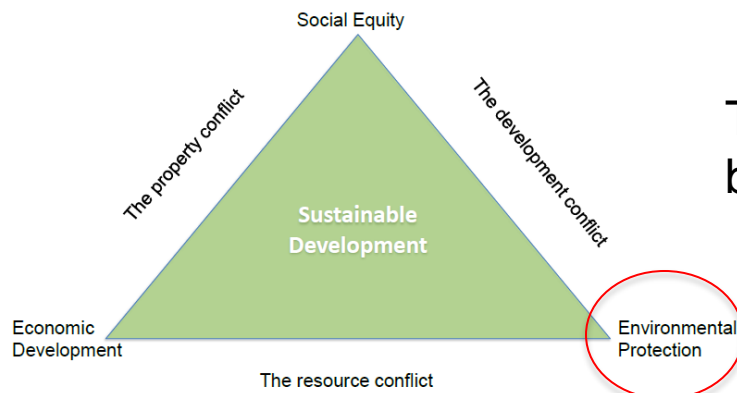 Social Equity
The property conflict
The development conflict
Sustainable
Development
Economic
Development
Environmental
Protection
The resource conflict